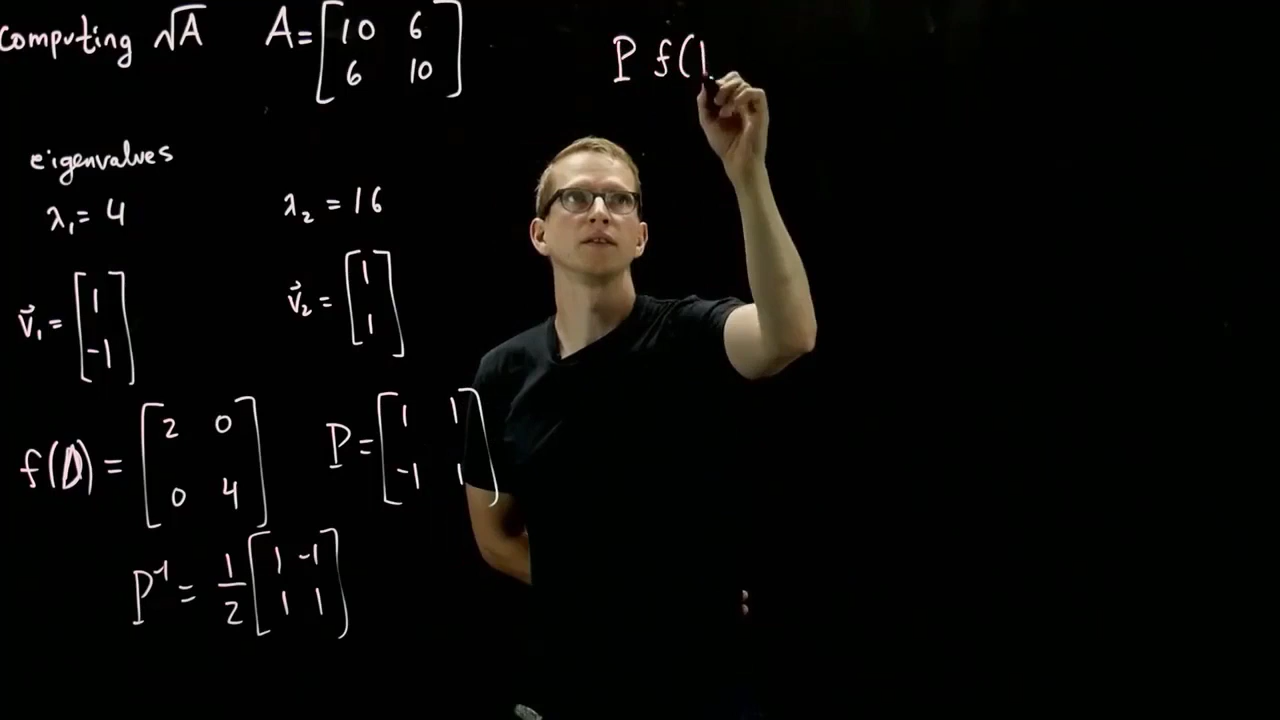 computing √A A = [10 6
6 10]
P f(
eigenvalues
λ₁ = 4 λ₂ = 16
v⃗₁ = [1
-1] v⃗₂ = [1
1]
f(D) = [2 0
0 4] P = [1 1
-1 1]
P⁻¹ = 1/2 [1 -1
1 1]